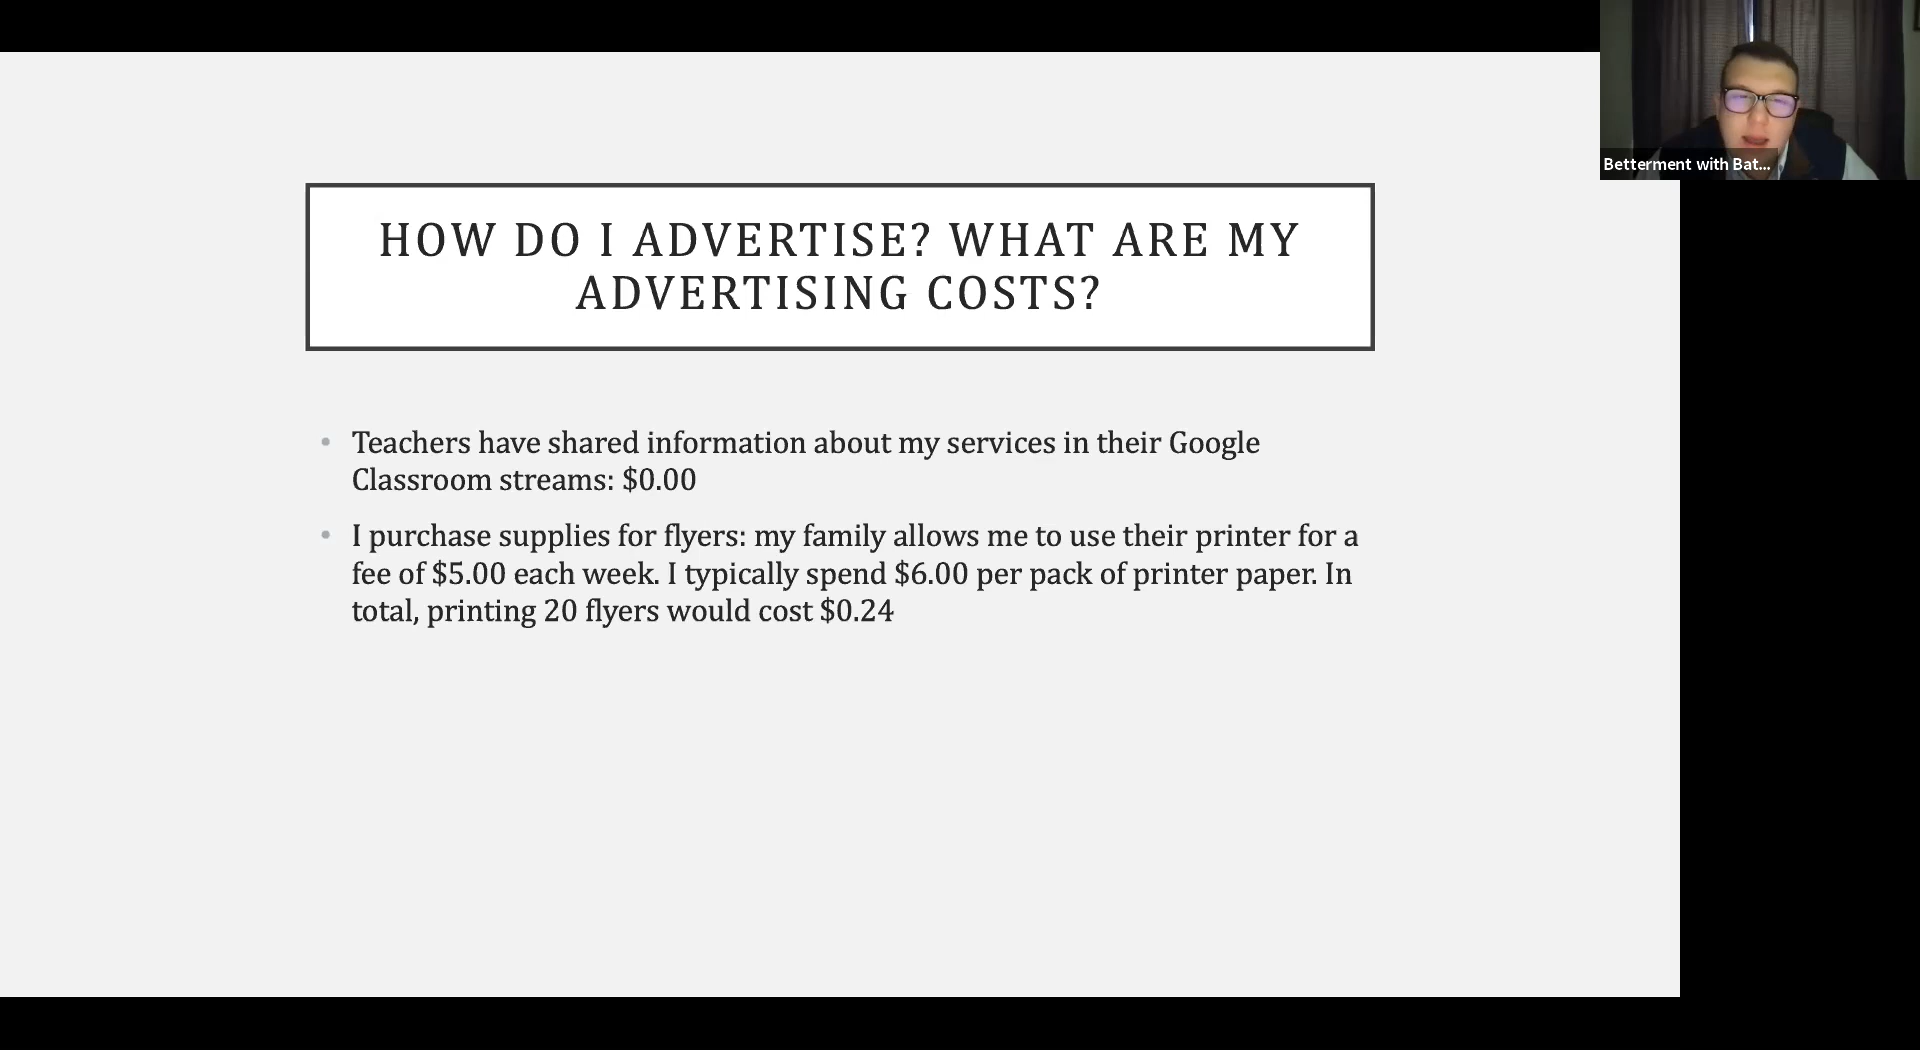 HOW DO I ADVERTISE? WHAT ARE MY
ADVERTISING COSTS?
• Teachers have shared information about my services in their Google
Classroom streams: $0.00
• I purchase supplies for flyers: my family allows me to use their printer for a
fee of $5.00 each week. I typically spend $6.00 per pack of printer paper. In
total, printing 20 flyers would cost $0.24
Betterment with Bat...